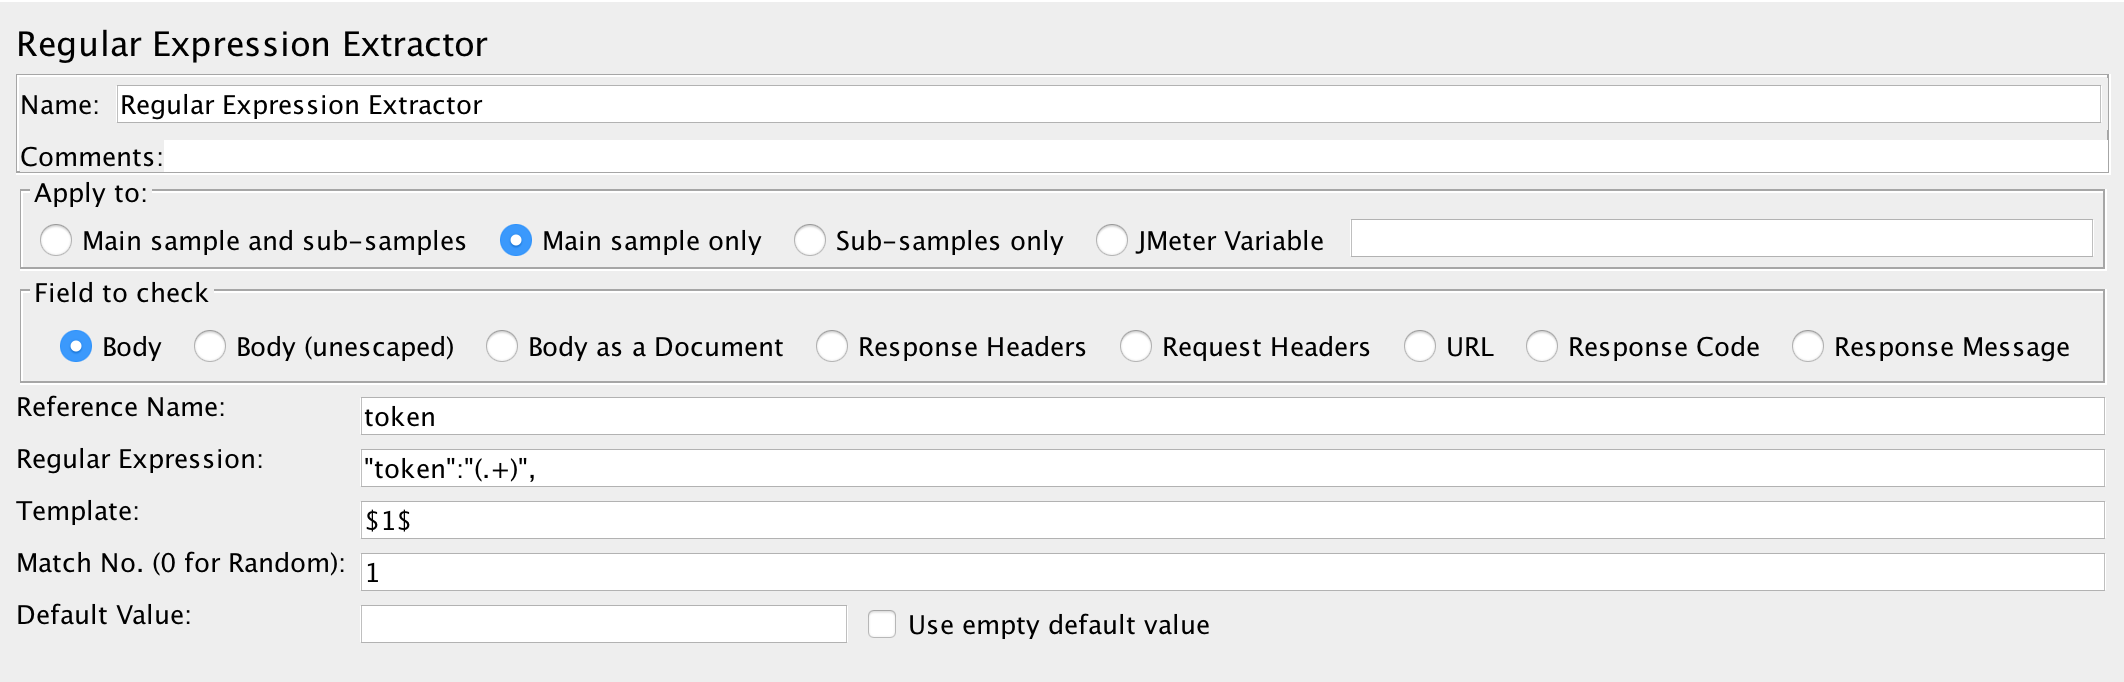 Regular Expression Extractor
Name: Regular Expression Extractor
Comments:
Apply to:
Main sample and sub-samples Main sample only Sub-samples only JMeter Variable
Field to check
Body Body (unescaped) Body as a Document Response Headers Request Headers URL Response Code Response Message
Reference Name: token
Regular Expression: "token":"(.+)",
Template: $1$
Match No. (0 for Random): 1
Default Value: Use empty default value